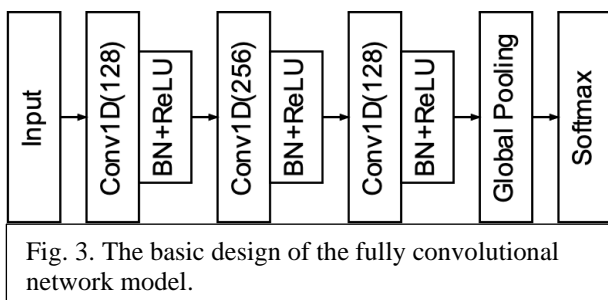 Input
Conv1D(128)
BN+ReLU
Conv1D(256)
BN+ReLU
Conv1D(128)
BN+ReLU
Global Pooling
Softmax
Fig. 3. The basic design of the fully convolutional
network model.